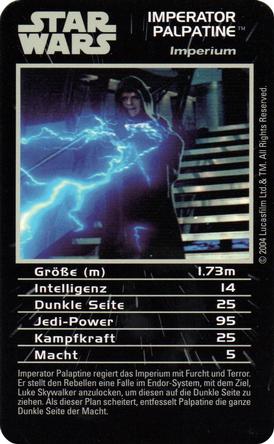 STAR
WARS
IMPERATOR
PALPATINE™
Imperium
© 2004 Lucasfilm Ltd & TM. All Rights Reserved.
Größe (m) 1.73m
Intelligenz 14
Dunkle Seite 25
Jedi-Power 95
Kampfkraft 25
Macht 5
Imperator Palaptine regiert das Imperium mit Furcht und Terror.
Er stellt den Rebellen eine Falle im Endor-System, mit dem Ziel,
Luke Skywalker anzulocken, um diesen auf die Dunkle Seite zu
ziehen. Als dieser Plan scheitert, entfesselt Palpatine die ganze
Dunkle Seite der Macht.